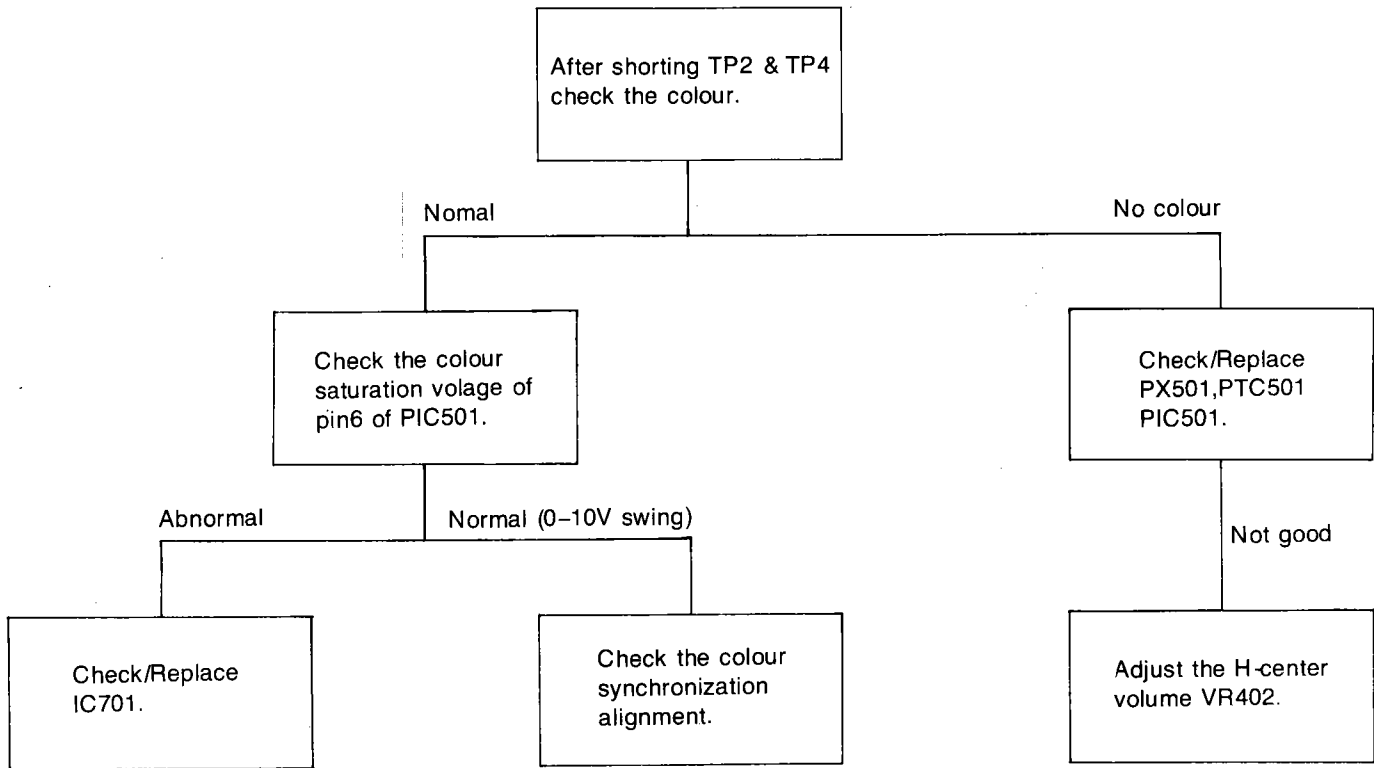 After shorting TP2 & TP4
check the colour.
Nomal
No colour
Check the colour
saturation volage of
pin6 of PIC501.
Check/Replace
PX501,PTC501
PIC501.
Abnormal
Normal (0–10V swing)
Not good
Check/Replace
IC701.
Check the colour
synchronization
alignment.
Adjust the H-center
volume VR402.